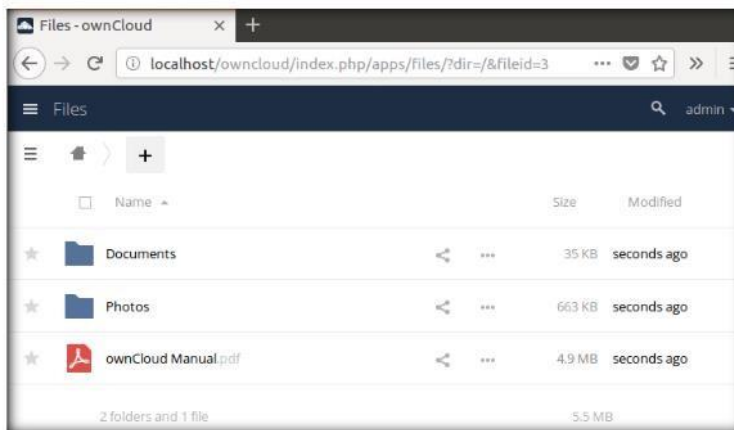 Files - ownCloud
localhost/owncloud/index.php/apps/files/?dir=/&fileid=3
Files admin
Name Size Modified
Documents 35 KB seconds ago
Photos 663 KB seconds ago
ownCloud Manual.pdf 4.9 MB seconds ago
2 folders and 1 file 5.5 MB